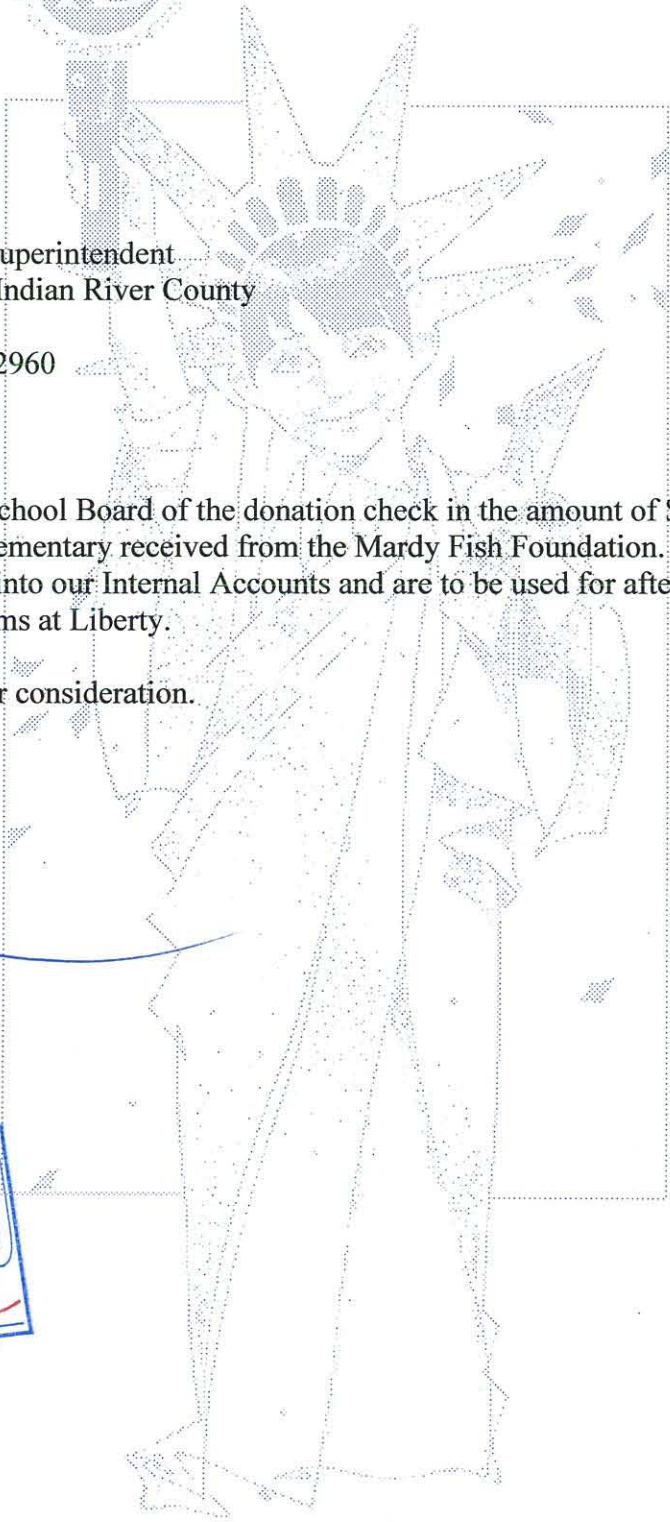 uperintendent
Indian River County
2960
chool Board of the donation check in the amount of
ementary received from the Mardy Fish Foundation.
into our Internal Accounts and are to be used for afte
ms at Liberty.
r consideration.